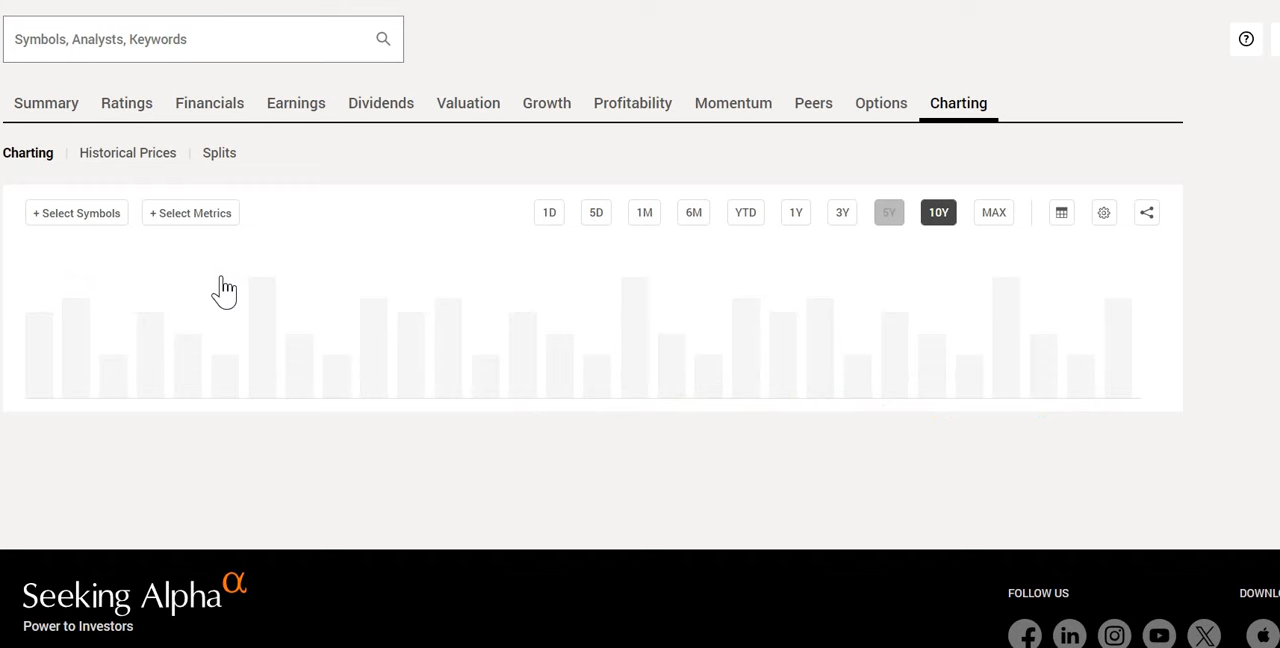 Symbols, Analysts, Keywords
Summary Ratings Financials Earnings Dividends Valuation Growth Profitability Momentum Peers Options Charting
Charting Historical Prices Splits
+ Select Symbols + Select Metrics 1D 5D 1M 6M YTD 1Y 3Y 5Y 10Y MAX
Seeking Alpha α
Power to Investors
FOLLOW US
DOWNLO